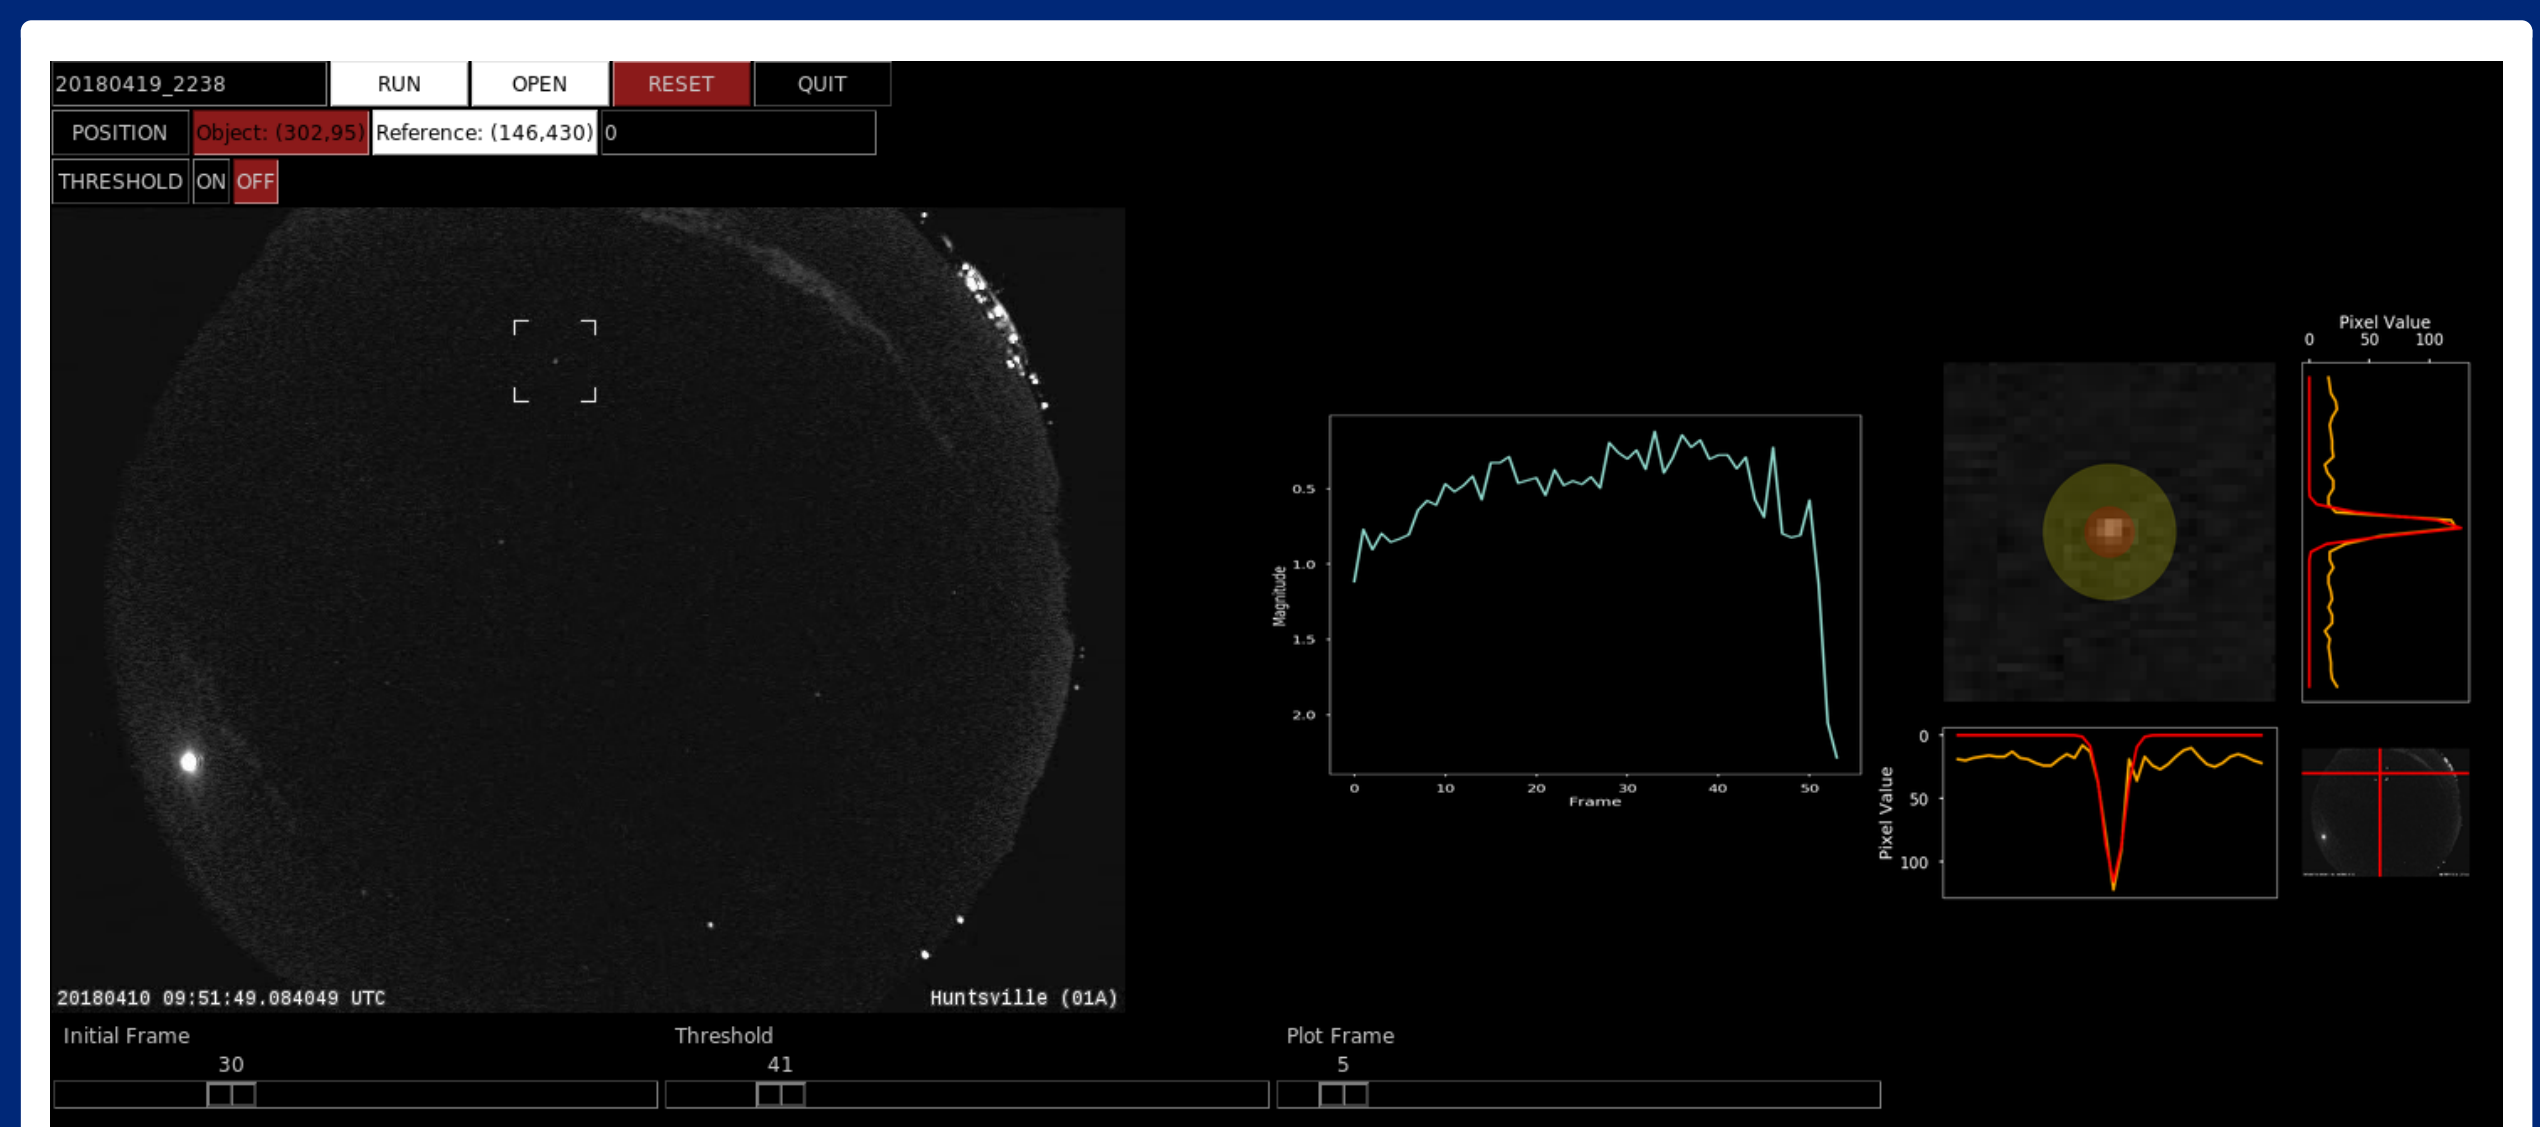 20180419_2238 RUN OPEN RESET QUIT
POSITION Object: (302,95) Reference: (146,430) 0
THRESHOLD ON OFF
20180410 09:51:49.084049 UTC Huntsville (01A)
Magnitude
0.5
1.0
1.5
2.0
0 10 20 30 40 50
Frame
Pixel Value
0 50 100
Pixel Value
0
50
100
Initial Frame Threshold Plot Frame
30 41 5